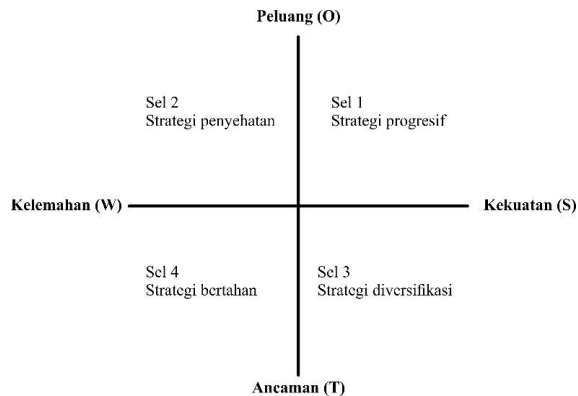 Peluang (O)
Sel 2
Strategi penyehatan
Sel 1
Strategi progresif
Kelemahan (W)
Kekuatan (S)
Sel 4
Strategi bertahan
Sel 3
Strategi diversifikasi
Ancaman (T)